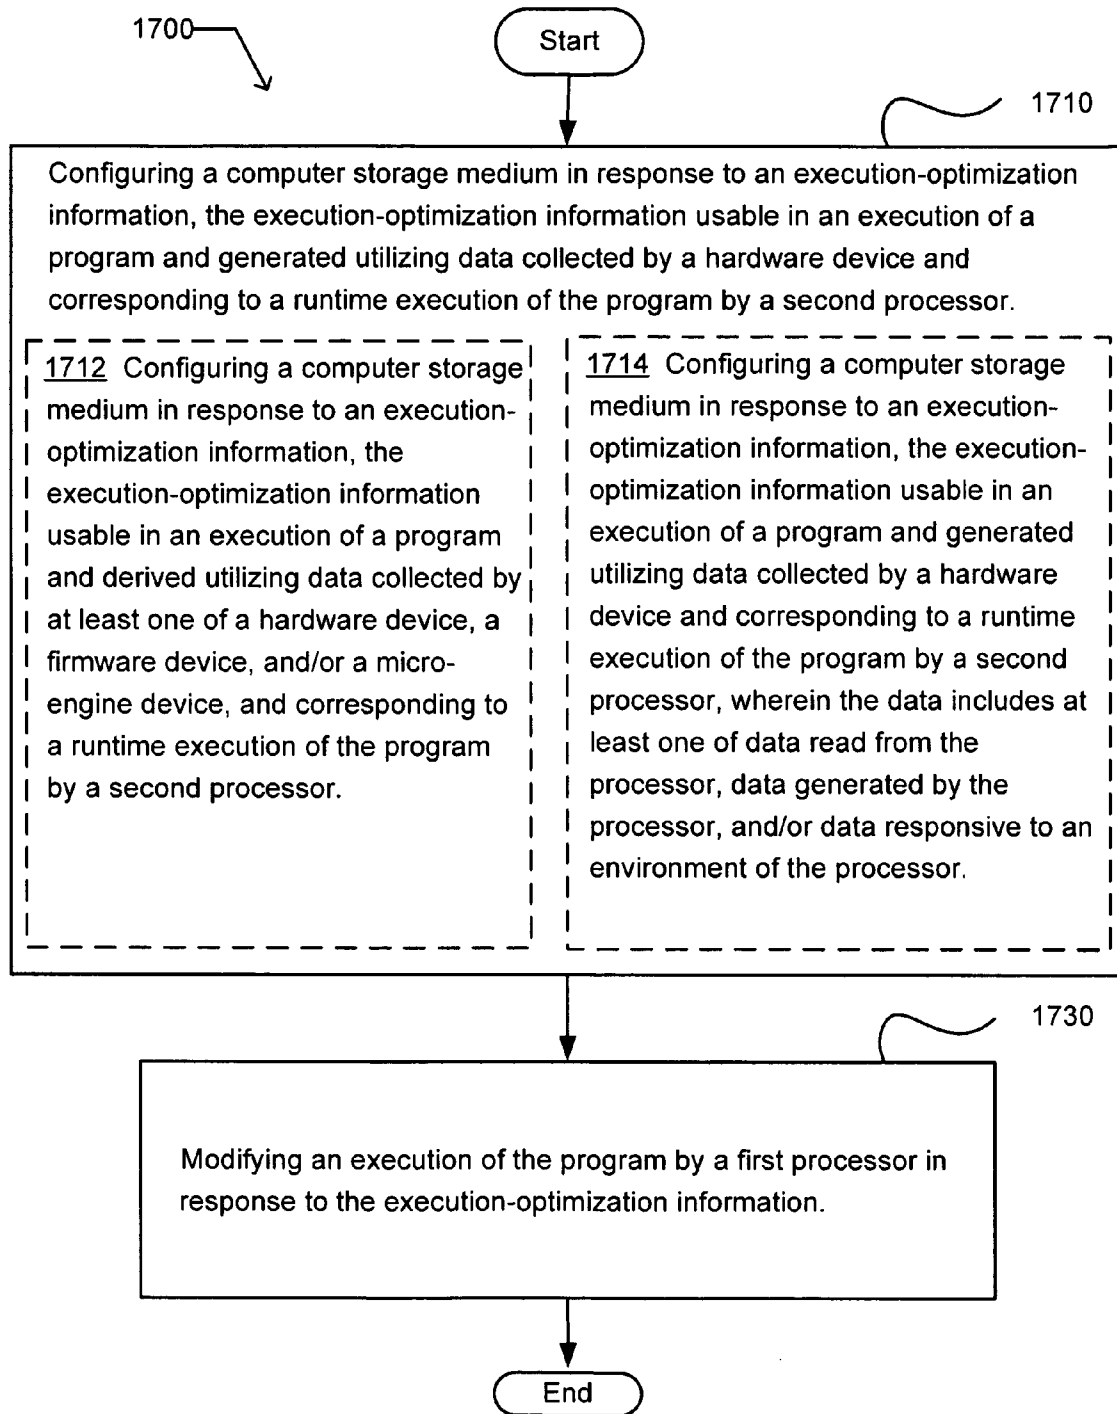 1700
Start
1710
Configuring a computer storage medium in response to an execution-optimization
information, the execution-optimization information usable in an execution of a
program and generated utilizing data collected by a hardware device and
corresponding to a runtime execution of the program by a second processor.
1712 Configuring a computer storage
medium in response to an execution-
optimization information, the
execution-optimization information
usable in an execution of a program
and derived utilizing data collected by
at least one of a hardware device, a
firmware device, and/or a micro-
engine device, and corresponding to
a runtime execution of the program
by a second processor.
1714 Configuring a computer storage
medium in response to an execution-
optimization information, the execution-
optimization information usable in an
execution of a program and generated
utilizing data collected by a hardware
device and corresponding to a runtime
execution of the program by a second
processor, wherein the data includes at
least one of data read from the
processor, data generated by the
processor, and/or data responsive to an
environment of the processor.
1730
Modifying an execution of the program by a first processor in
response to the execution-optimization information.
End